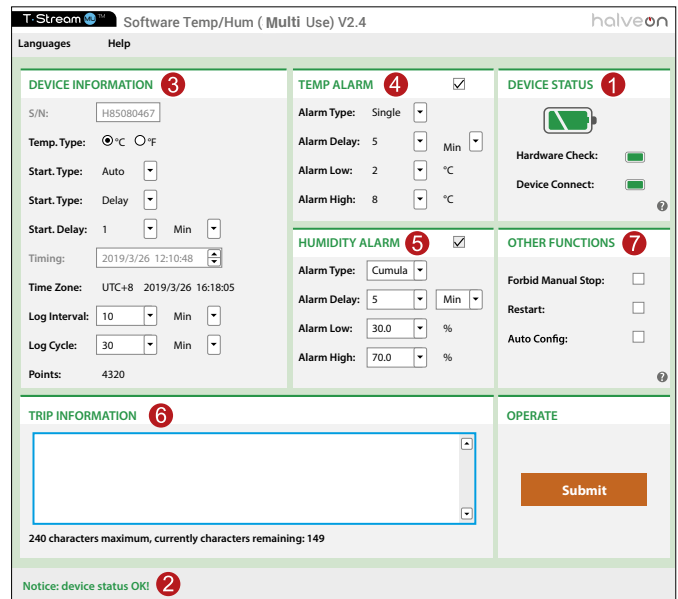 T·Stream MU ™ Software Temp/Hum ( Multi Use) V2.4 halveon
Languages Help
DEVICE INFORMATION 3
S/N: H85080467
Temp. Type: °C °F
Start. Type: Auto
Start. Type: Delay
Start. Delay: 1 Min
Timing: 2019/3/26 12:10:48
Time Zone: UTC+8 2019/3/26 16:18:05
Log Interval: 10 Min
Log Cycle: 30 Min
Points: 4320
TEMP ALARM 4
Alarm Type: Single
Alarm Delay: 5 Min
Alarm Low: 2 °C
Alarm High: 8 °C
HUMIDITY ALARM 5
Alarm Type: Cumula
Alarm Delay: 5 Min
Alarm Low: 30.0 %
Alarm High: 70.0 %
DEVICE STATUS 1
Hardware Check:
Device Connect:
?
OTHER FUNCTIONS 7
Forbid Manual Stop:
Restart:
Auto Config:
?
TRIP INFORMATION 6
240 characters maximum, currently characters remaining: 149
OPERATE
Submit
Notice: device status OK! 2